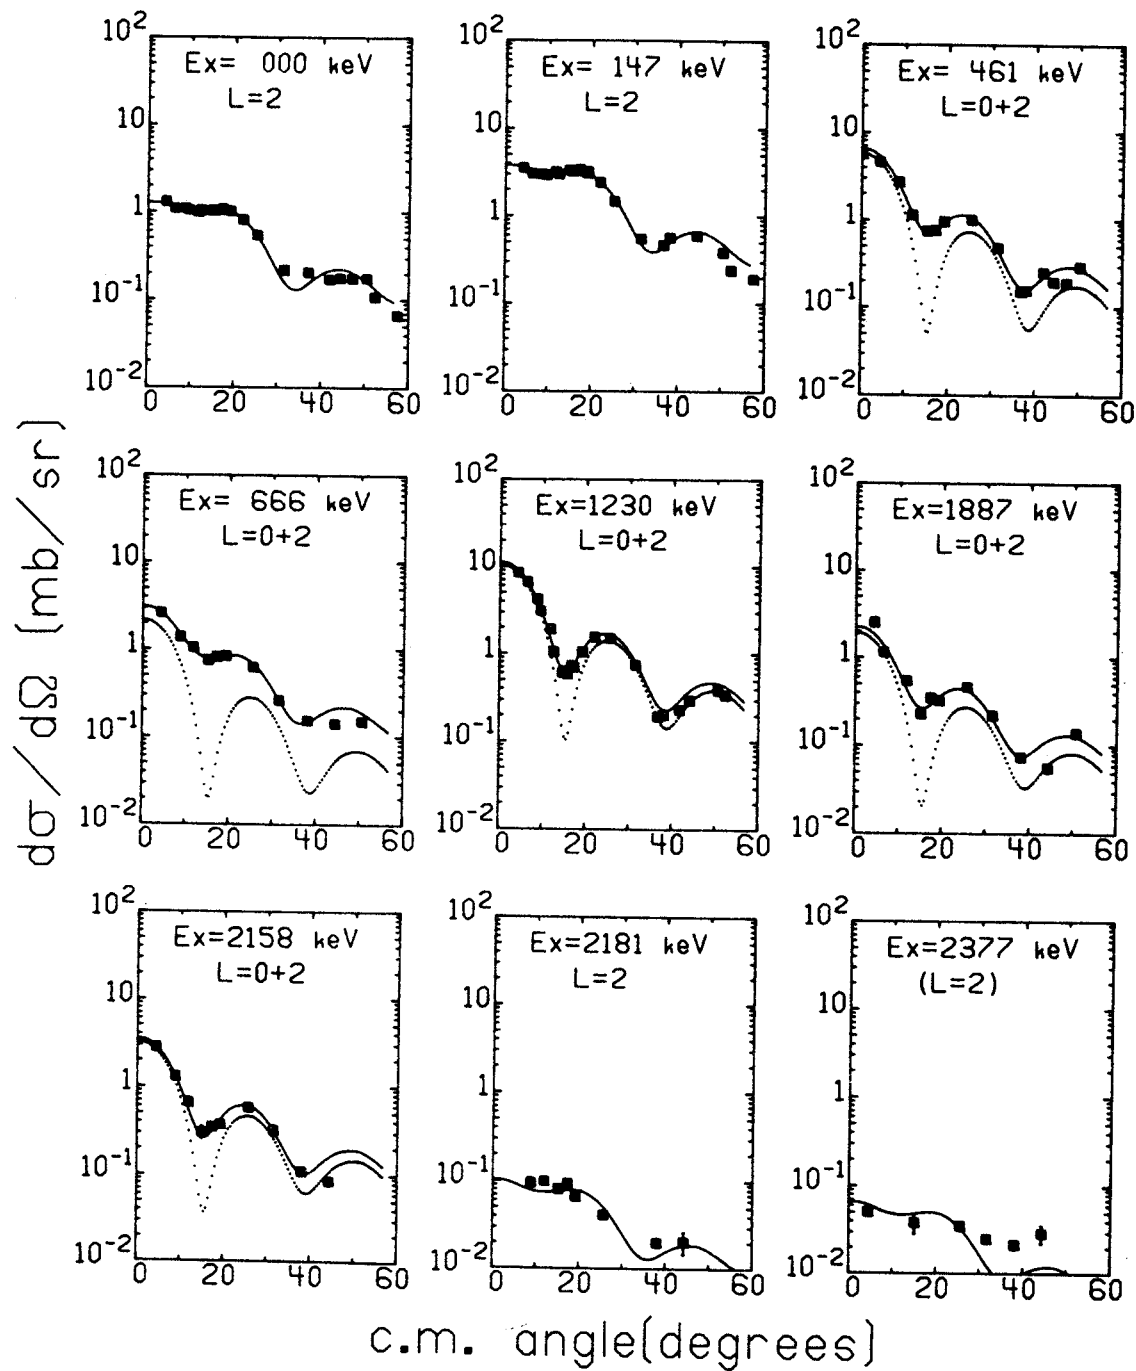 Ex= 000 keV
L=2
Ex= 147 keV
L=2
Ex= 461 keV
L=0+2
10²
10
1
10⁻¹
10⁻²
0 20 40 60
10²
10
1
10⁻¹
10⁻²
0 20 40 60
10²
10
1
10⁻¹
10⁻²
0 20 40 60
dσ/dΩ (mb/sr)
Ex= 666 keV
L=0+2
Ex=1230 keV
L=0+2
Ex=1887 keV
L=0+2
10²
10
1
10⁻¹
10⁻²
0 20 40 60
10²
10
1
10⁻¹
10⁻²
0 20 40 60
10²
10
1
10⁻¹
10⁻²
0 20 40 60
Ex=2158 keV
L=0+2
Ex=2181 keV
L=2
Ex=2377 keV
(L=2)
10²
10
1
10⁻¹
10⁻²
0 20 40 60
10²
10
1
10⁻¹
10⁻²
0 20 40 60
10²
10
1
10⁻¹
10⁻²
0 20 40 60
c.m. angle(degrees)